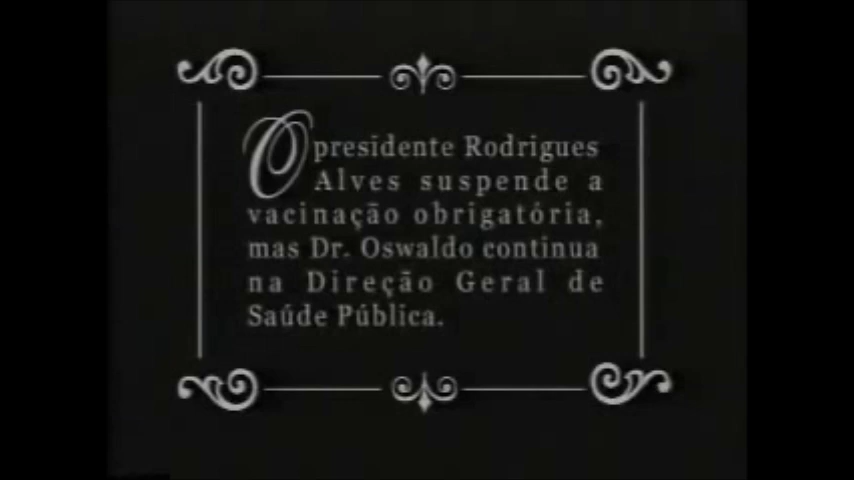 O presidente Rodrigues
Alves suspende a
vacinação obrigatória,
mas Dr. Oswaldo continua
na Direção Geral de
Saúde Pública.